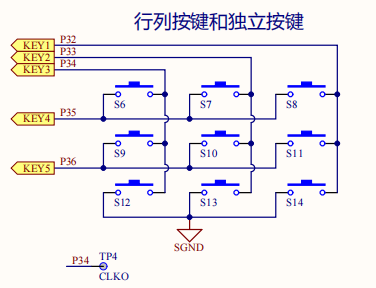 行列按键和独立按键
KEY1 P32
KEY2 P33
KEY3 P34
S6 S7 S8
KEY4 P35
S9 S10 S11
KEY5 P36
S12 S13 S14
SGND
P34 TP4
CLKO